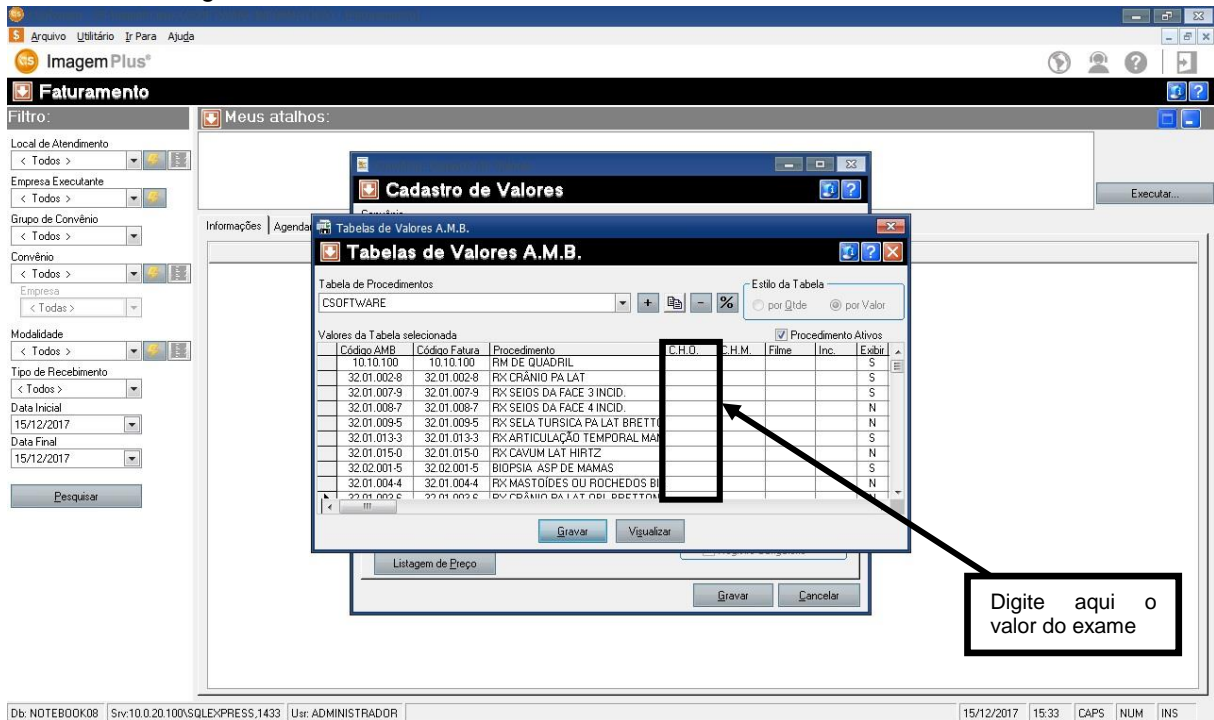 Arquivo Utilitário Ir Para Ajuda
ImagemPlus®
Faturamento
Filtro:
Meus atalhos:
Local de Atendimento
< Todos >
Empresa Executante
< Todos >
Executar...
Grupo de Convênio
< Todos >
Convênio
< Todos >
Empresa
< Todas >
Modalidade
< Todos >
Tipo de Recebimento
< Todos >
Data Inicial
15/12/2017
Data Final
15/12/2017
Pesquisar
Informações
Cadastro de Valores
Tabelas de Valores A.M.B.
Tabelas de Valores A.M.B.
Tabela de Procedimentos
CSOFTWARE
+ - %
Estilo da Tabela
por Qtde por Valor
Valores da Tabela selecionada
Procedimento Ativos
Código AMB Código Fatura Procedimento C.H.O. C.H.M. Filme Inc. Exibir
10.10.100 10.10.100 RM DE QUADRIL S
32.01.002-8 32.01.002-8 RX CRÂNIO PA LAT S
32.01.007-9 32.01.007-9 RX SEIOS DA FACE 3 INCID. S
32.01.008-7 32.01.008-7 RX SEIOS DA FACE 4 INCID. N
32.01.009-5 32.01.009-5 RX SELA TURSICA PA LAT BRETTO N
32.01.013-3 32.01.013-3 RX ARTICULAÇÃO TEMPORAL MAN S
32.01.015-0 32.01.015-0 RX CAVUM LAT HIRTZ N
32.02.001-5 32.02.001-5 BIOPSIA ASP DE MAMAS S
32.01.004-4 32.01.004-4 RX MASTOÍDES OU ROCHEDOS BI N
Gravar Visualizar
Listagem de Preço
Gravar Cancelar
Digite aqui o
valor do exame
Db: NOTEBOOK08 Srv:10.0.20.100\SQLEXPRESS,1433 Usr: ADMINISTRADOR 15/12/2017 15:33 CAPS NUM INS